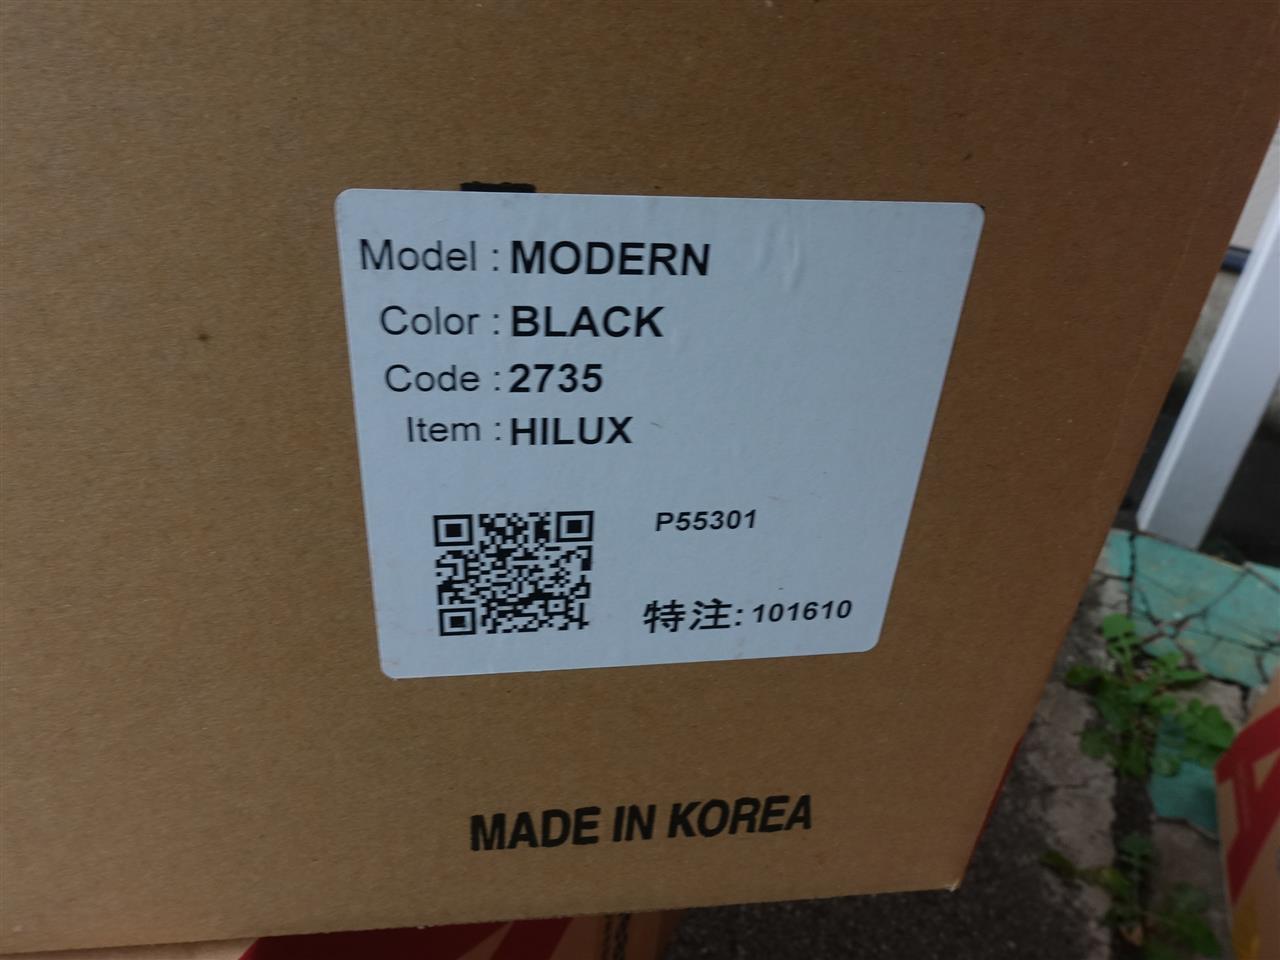 Model : MODERN
Color : BLACK
Code : 2735
Item : HILUX
P55301
特注: 101610
MADE IN KOREA